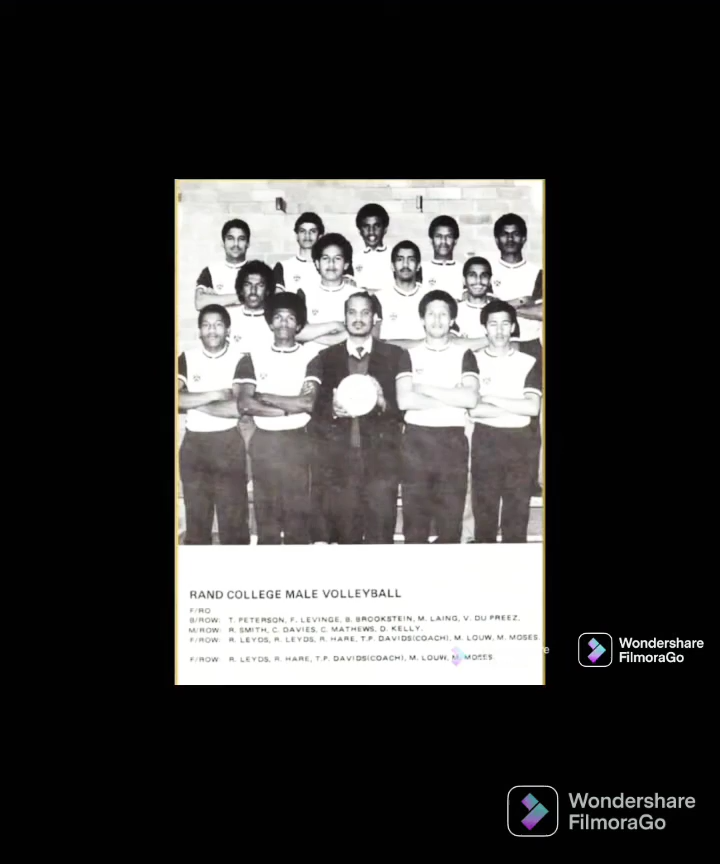 RAND COLLEGE MALE VOLLEYBALL
F/RO
B/ROW: T. PETERSON, F. LEVINGE, B. BROOKSTEIN, M. LAING, V. DU PREEZ,
M/ROW: R. SMITH, C. DAVIES, C. MATHEWS, D. KELLY.
F/ROW: R. LEYDS, R. LEYDS, R. HARE, T.P. DAVIDS(COACH), M. LOUW, M. MOSES
F/ROW: R. LEYDS, R. HARE, T.P. DAVIDS(COACH), M. LOUW, M. MOSES
Wondershare
FilmoraGo
Wondershare
FilmoraGo